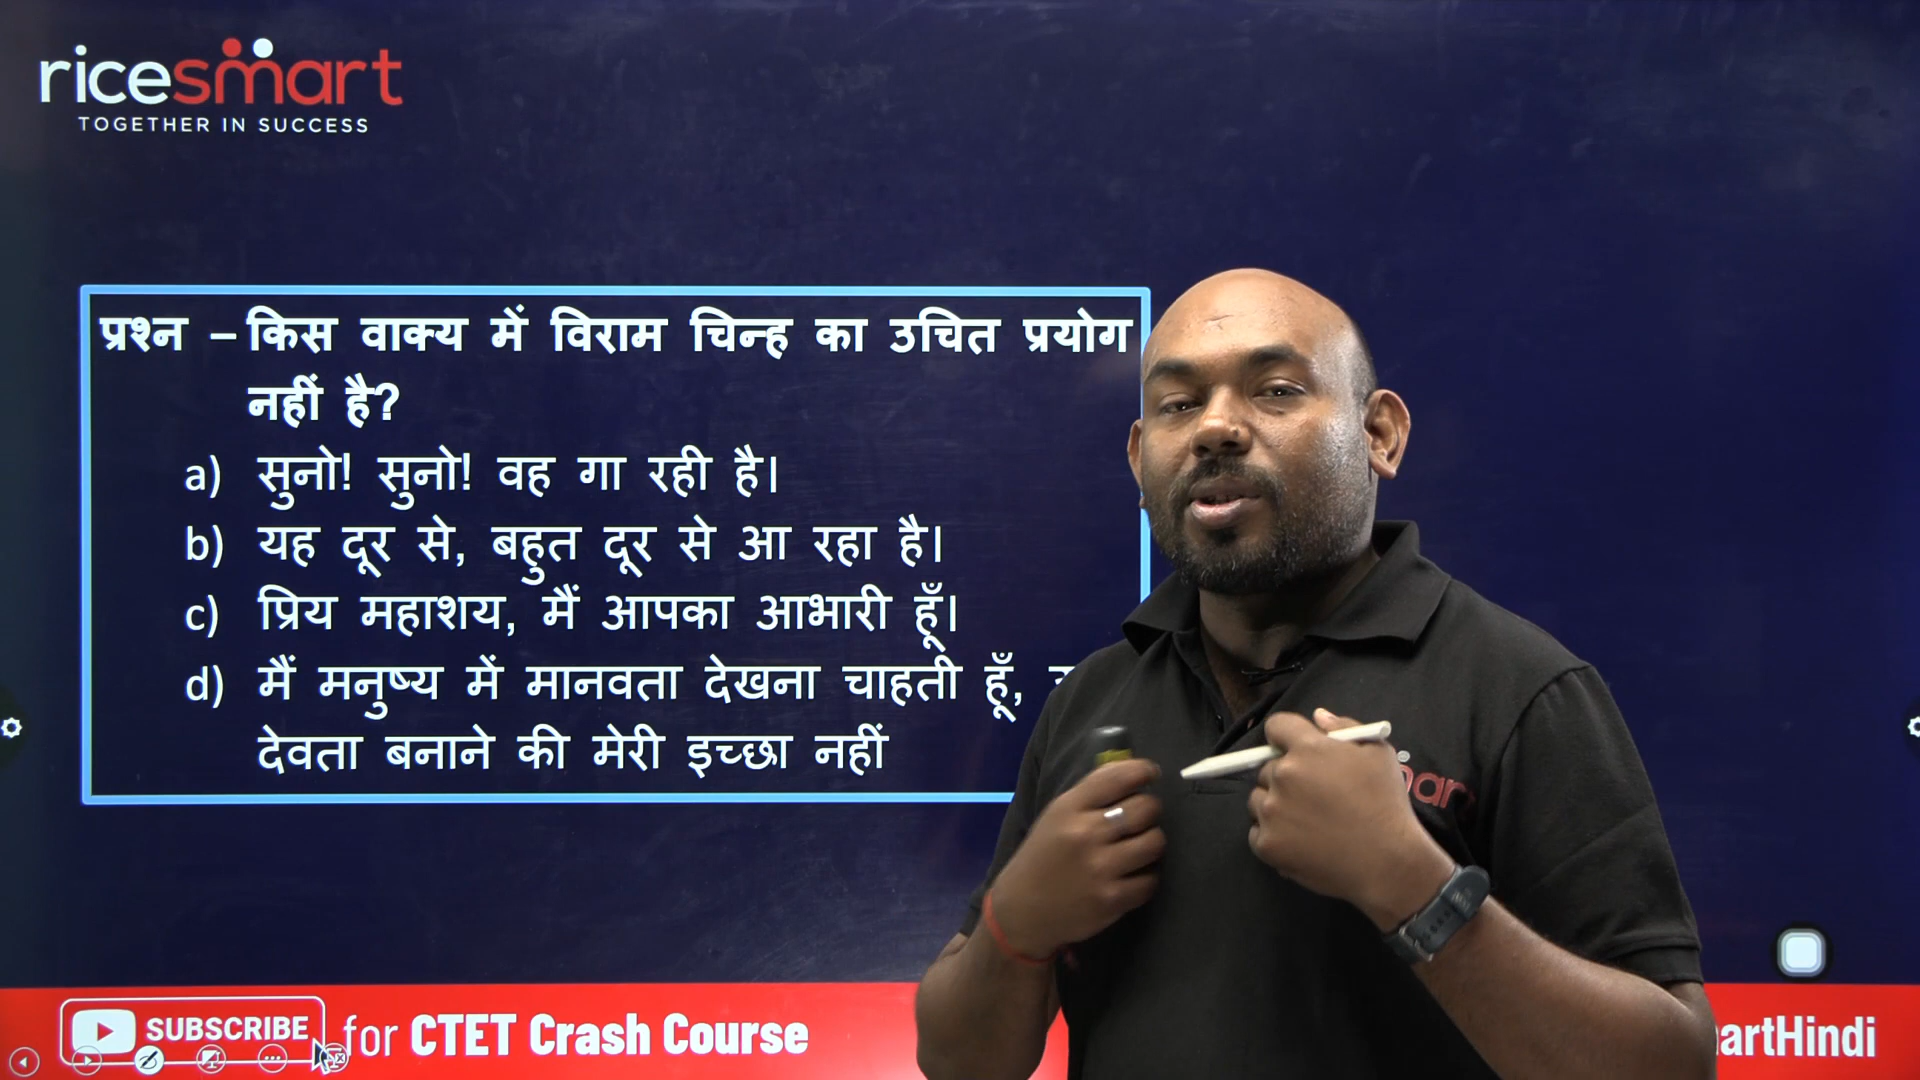 ricesmart
TOGETHER IN SUCCESS
प्रश्न – किस वाक्य में विराम चिन्ह का उचित प्रयोग
नहीं है?
a) सुनो! सुनो! वह गा रही है।
b) यह दूर से, बहुत दूर से आ रहा है।
c) प्रिय महाशय, मैं आपका आभारी हूँ।
d) मैं मनुष्य में मानवता देखना चाहती हूँ,
देवता बनाने की मेरी इच्छा नहीं
SUBSCRIBE for CTET Crash Course
artHindi